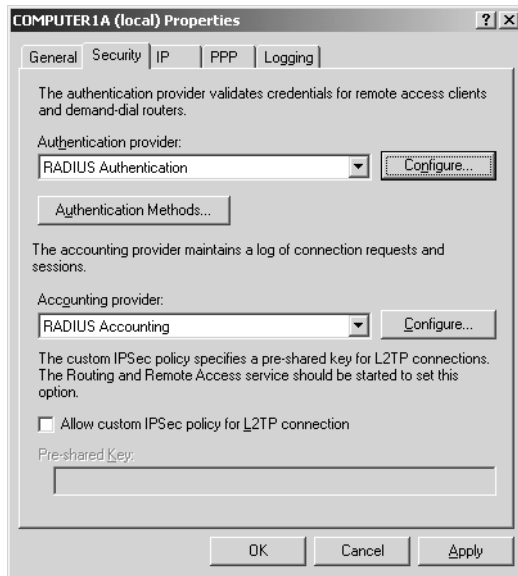 COMPUTER1A (local) Properties
General Security IP PPP Logging
The authentication provider validates credentials for remote access clients
and demand-dial routers.
Authentication provider:
RADIUS Authentication Configure...
Authentication Methods...
The accounting provider maintains a log of connection requests and
sessions.
Accounting provider:
RADIUS Accounting Configure...
The custom IPSec policy specifies a pre-shared key for L2TP connections.
The Routing and Remote Access service should be started to set this
option.
Allow custom IPSec policy for L2TP connection
Pre-shared Key:
OK Cancel Apply